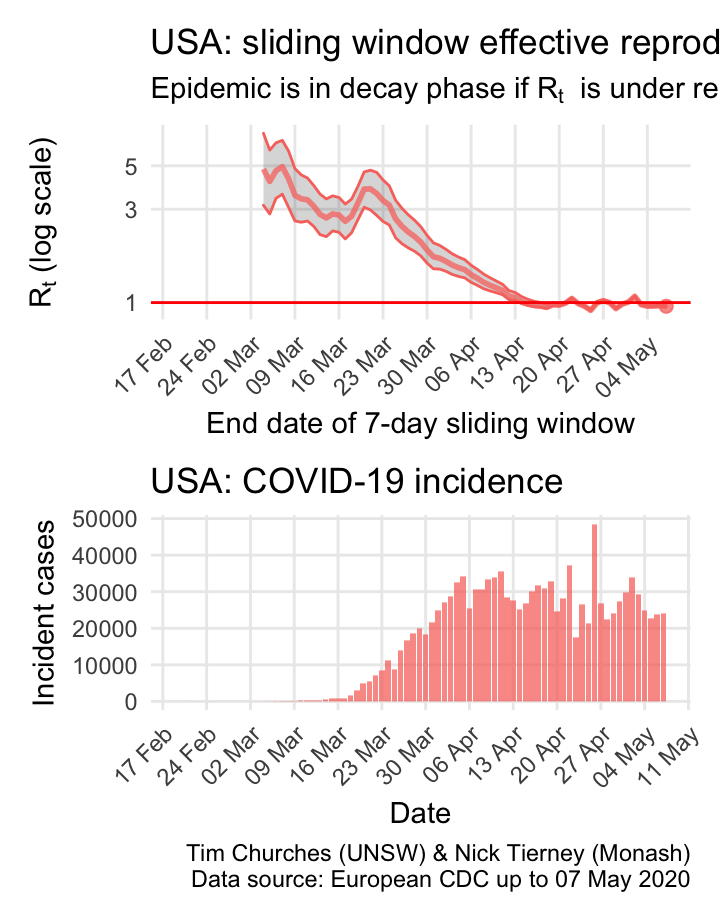 USA: sliding window effective reprod
Epidemic is in decay phase if Rt is under re
Rt (log scale)
5
3
1
17 Feb
24 Feb
02 Mar
09 Mar
16 Mar
23 Mar
30 Mar
06 Apr
13 Apr
20 Apr
27 Apr
04 May
End date of 7-day sliding window
USA: COVID-19 incidence
Incident cases
50000
40000
30000
20000
10000
0
17 Feb
24 Feb
02 Mar
09 Mar
16 Mar
23 Mar
30 Mar
06 Apr
13 Apr
20 Apr
27 Apr
04 May
11 May
Date
Tim Churches (UNSW) & Nick Tierney (Monash)
Data source: European CDC up to 07 May 2020